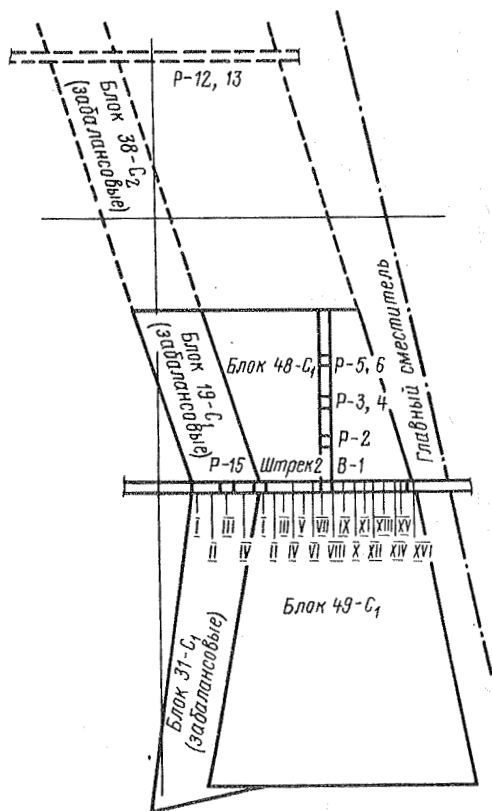 Р-12, 13
Блок 38-С₂
(забалансовые)
Главный сместитель
Блок 19-С₁
(забалансовые)
Блок 48-С₁
Р-5, 6
Р-3, 4
Р-2
Р-15
Штрек 2
В-1
I III I III V VII IX XI XIII XV
II IV II IV VI VIII X XII XIV XVI
Блок 49-С₁
Блок 31-С₁
(забалансовые)